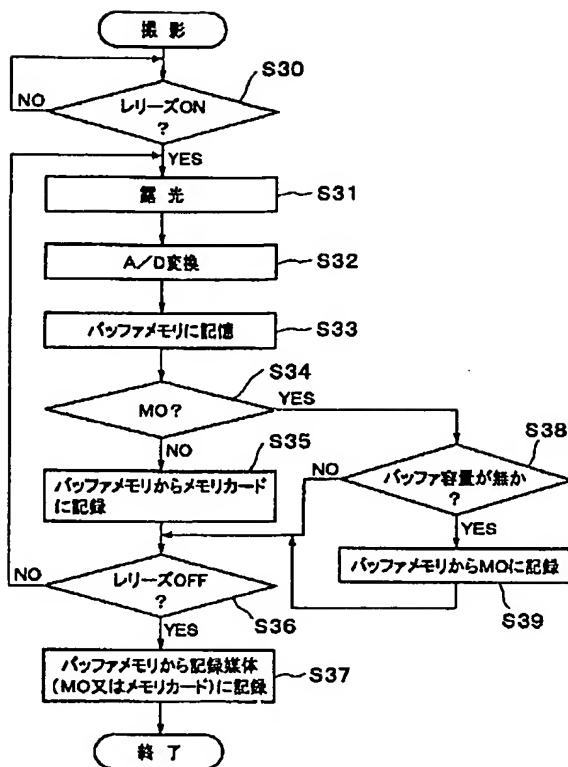 撮影
S30
レリーズON
?
NO
YES
露光
S31
A/D変換
S32
バッファメモリに記憶
S33
S34
MO?
YES
NO
S35
バッファメモリからメモリカード
に記録
S38
バッファ容量が無か
?
NO
YES
バッファメモリからMOに記録
S39
レリーズOFF
?
NO
S36
YES
バッファメモリから記録媒体
(MO又はメモリカード)に記録
S37
終了